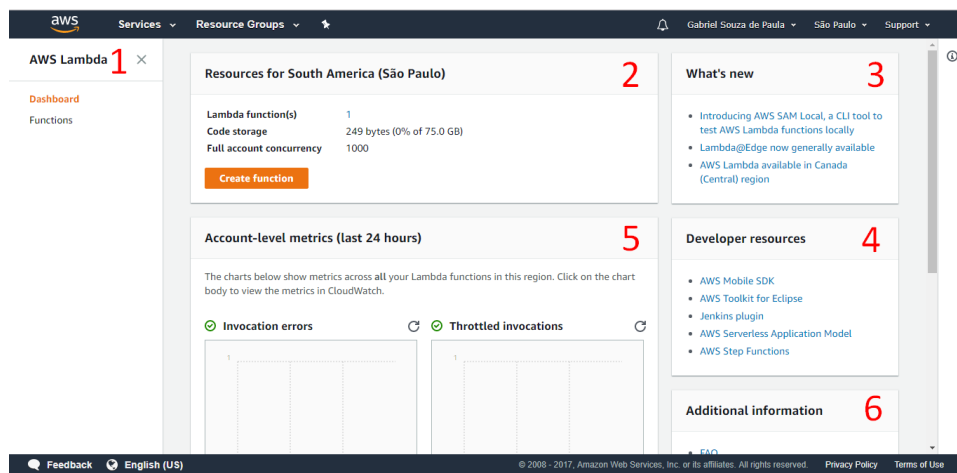 aws Services Resource Groups Gabriel Souza de Paula São Paulo Support
AWS Lambda 1
Dashboard
Functions
Resources for South America (São Paulo) 2
Lambda function(s) 1
Code storage 249 bytes (0% of 75.0 GB)
Full account concurrency 1000
Create function
What's new 3
Introducing AWS SAM Local, a CLI tool to
test AWS Lambda functions locally
Lambda@Edge now generally available
AWS Lambda available in Canada
(Central) region
Account-level metrics (last 24 hours) 5
The charts below show metrics across all your Lambda functions in this region. Click on the chart
body to view the metrics in CloudWatch.
Invocation errors Throttled invocations
1 1
Developer resources 4
AWS Mobile SDK
AWS Toolkit for Eclipse
Jenkins plugin
AWS Serverless Application Model
AWS Step Functions
Additional information 6
FAQ
Feedback English (US) © 2008 - 2017, Amazon Web Services, Inc. or its affiliates. All rights reserved. Privacy Policy Terms of Use